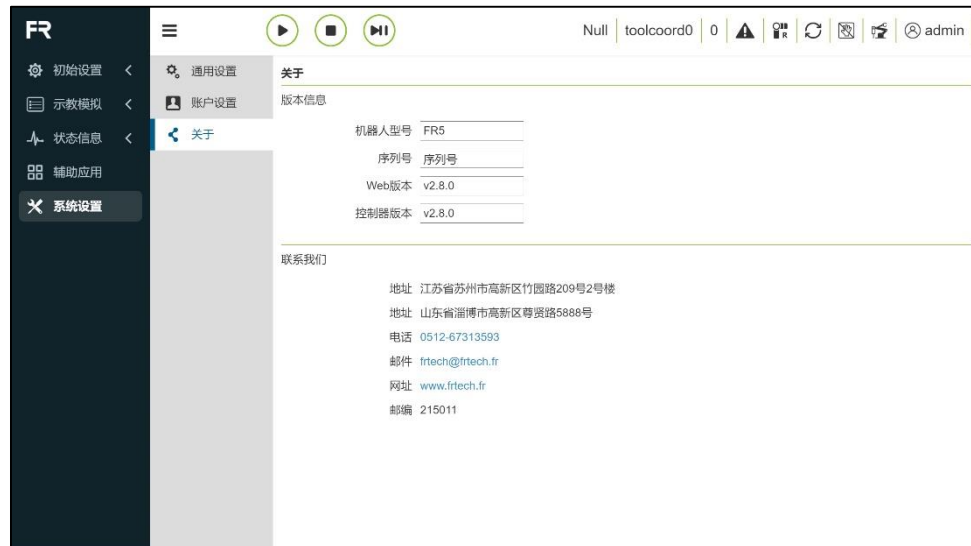 FR
Null toolcoord0 0 R admin
初始设置
示教模拟
状态信息
辅助应用
系统设置
通用设置
账户设置
关于
关于
版本信息
机器人型号 FR5
序列号 序列号
Web版本 v2.8.0
控制器版本 v2.8.0
联系我们
地址 江苏省苏州市高新区竹园路209号2号楼
地址 山东省淄博市高新区尊贤路5888号
电话 0512-67313593
邮件 frtech@frtech.fr
网址 www.frtech.fr
邮编 215011